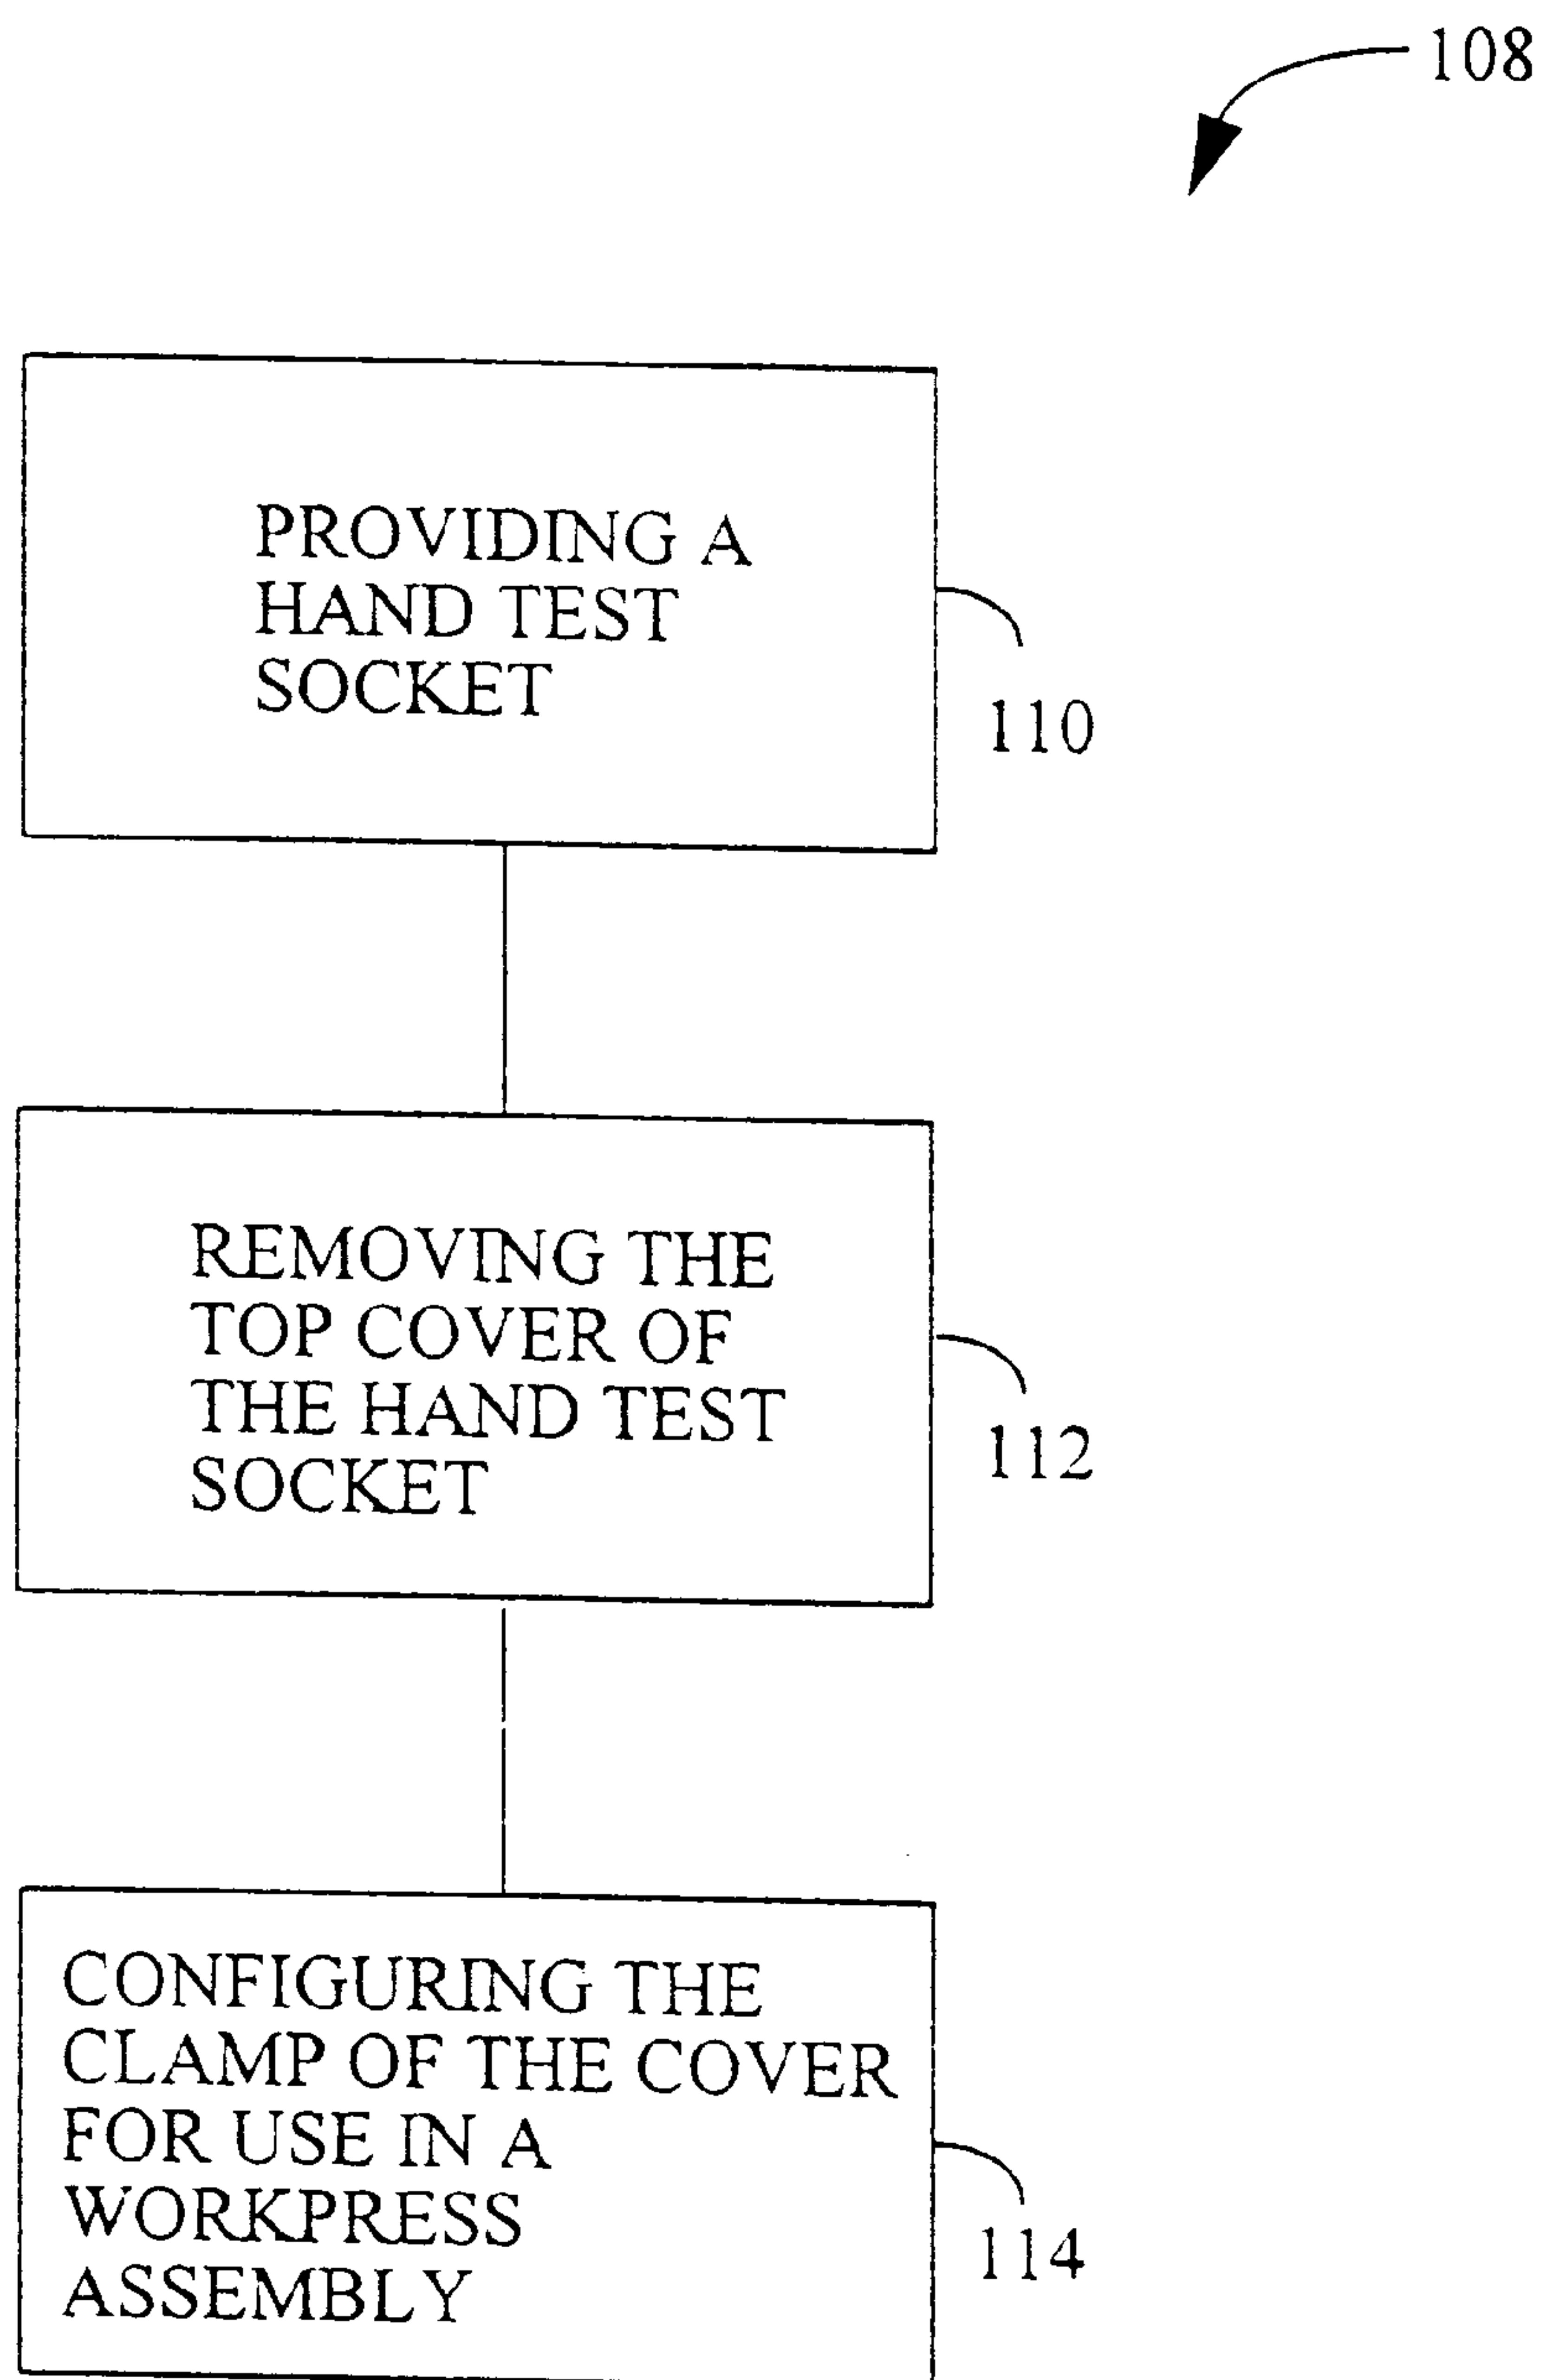 108
PROVIDING A
HAND TEST
SOCKET
110
REMOVING THE
TOP COVER OF
THE HAND TEST
SOCKET
112
CONFIGURING THE
CLAMP OF THE COVER
FOR USE IN A
WORKPRESS
ASSEMBLY
114